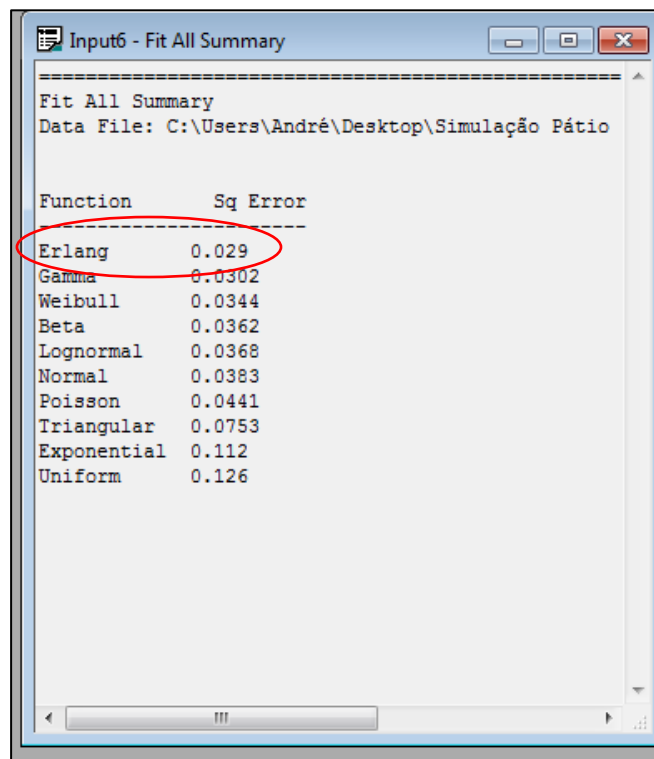 Input6 - Fit All Summary
==================================================
Fit All Summary
Data File: C:\Users\André\Desktop\Simulação Pátio
Function Sq Error
-----------------------
Erlang 0.029
Gamma 0.0302
Weibull 0.0344
Beta 0.0362
Lognormal 0.0368
Normal 0.0383
Poisson 0.0441
Triangular 0.0753
Exponential 0.112
Uniform 0.126